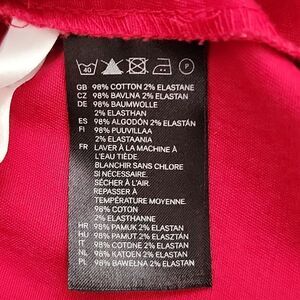 40 P
GB 98% COTTON 2% ELASTANE
CZ 98% BAVLNA 2% ELASTAN
DE 98% BAUMWOLLE
2% ELASTHAN
ES 98% ALGODÓN 2% ELASTÁN
FI 98% PUUVILLAA
2% ELASTAANIA
FR LAVER À LA MACHINE À
L'EAU TIÈDE.
BLANCHIR SANS CHLORE
SI NÉCESSAIRE.
SÉCHER À L'AIR.
REPASSER À
TEMPÉRATURE MOYENNE.
98% COTON
2% ELASTHANNE
HR 98% PAMUK 2% ELASTAN
HU 98% PAMUT 2% ELASZTÁN
IT 98% COTONE 2% ELASTAN
NL 98% KATOEN 2% ELASTAN
PL 98% BAWEŁNA 2% ELASTAN